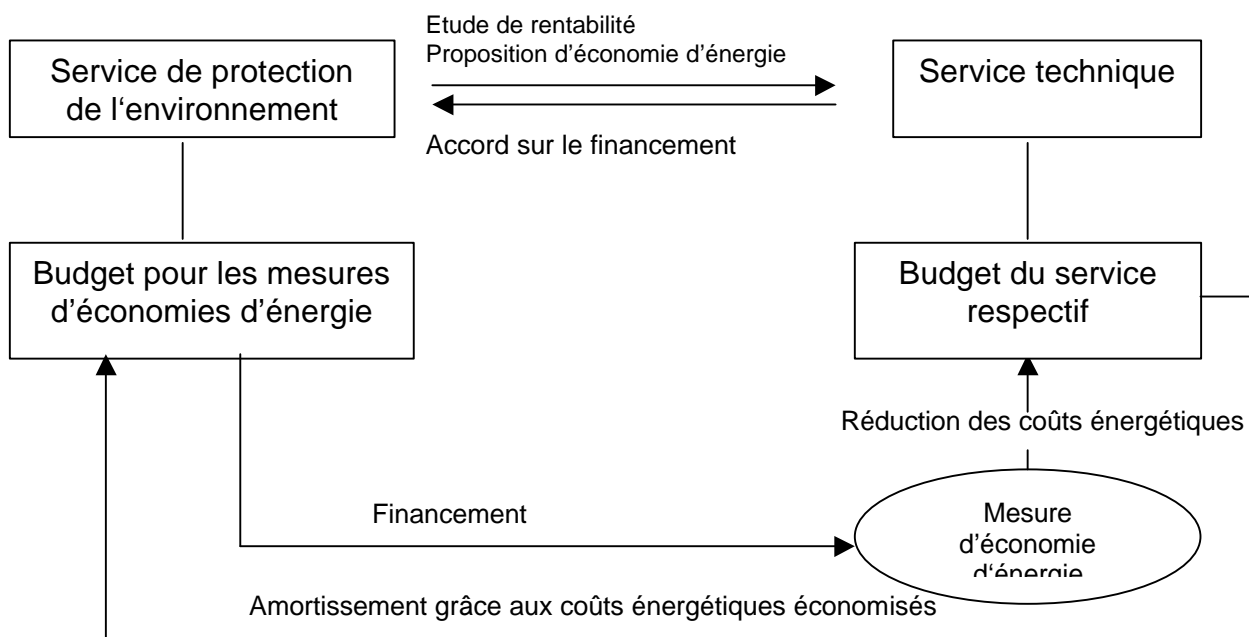 Etude de rentabilité
Proposition d’économie d’énergie
Service de protection
de l‘environnement
Service technique
Accord sur le financement
Budget pour les mesures
d’économies d’énergie
Budget du service
respectif
Réduction des coûts énergétiques
Financement
Mesure
d’économie
d‘énergie
Amortissement grâce aux coûts énergétiques économisés